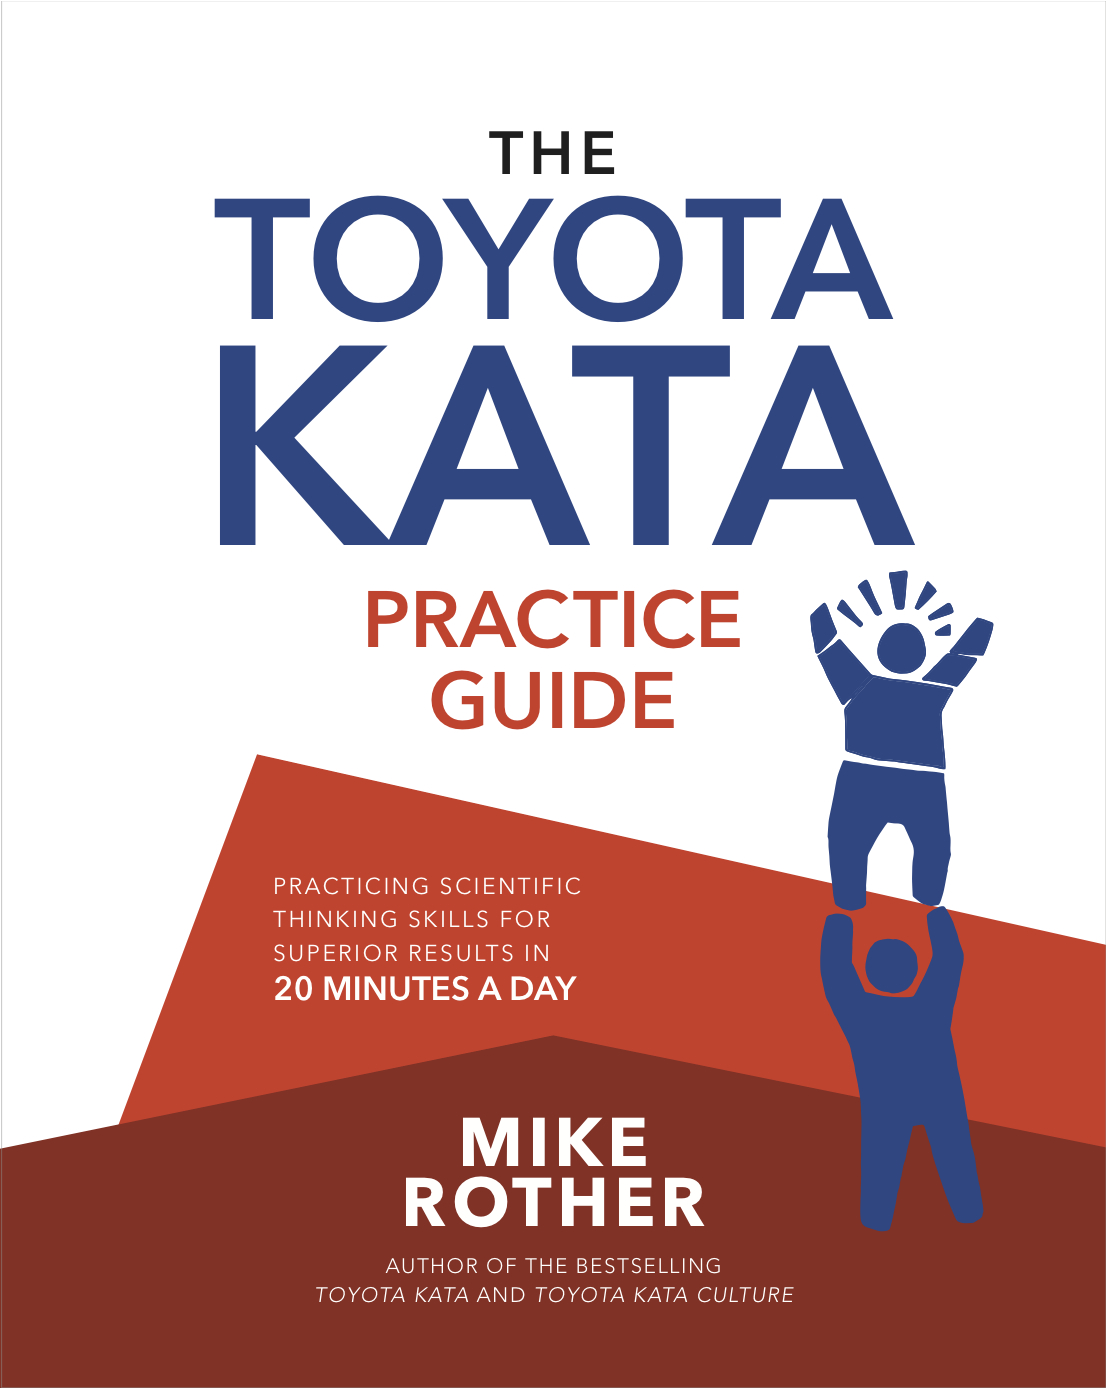 THE
TOYOTA
KATA
PRACTICE
GUIDE
PRACTICING SCIENTIFIC
THINKING SKILLS FOR
SUPERIOR RESULTS IN
20 MINUTES A DAY
MIKE
ROTHER
AUTHOR OF THE BESTSELLING
TOYOTA KATA AND TOYOTA KATA CULTURE